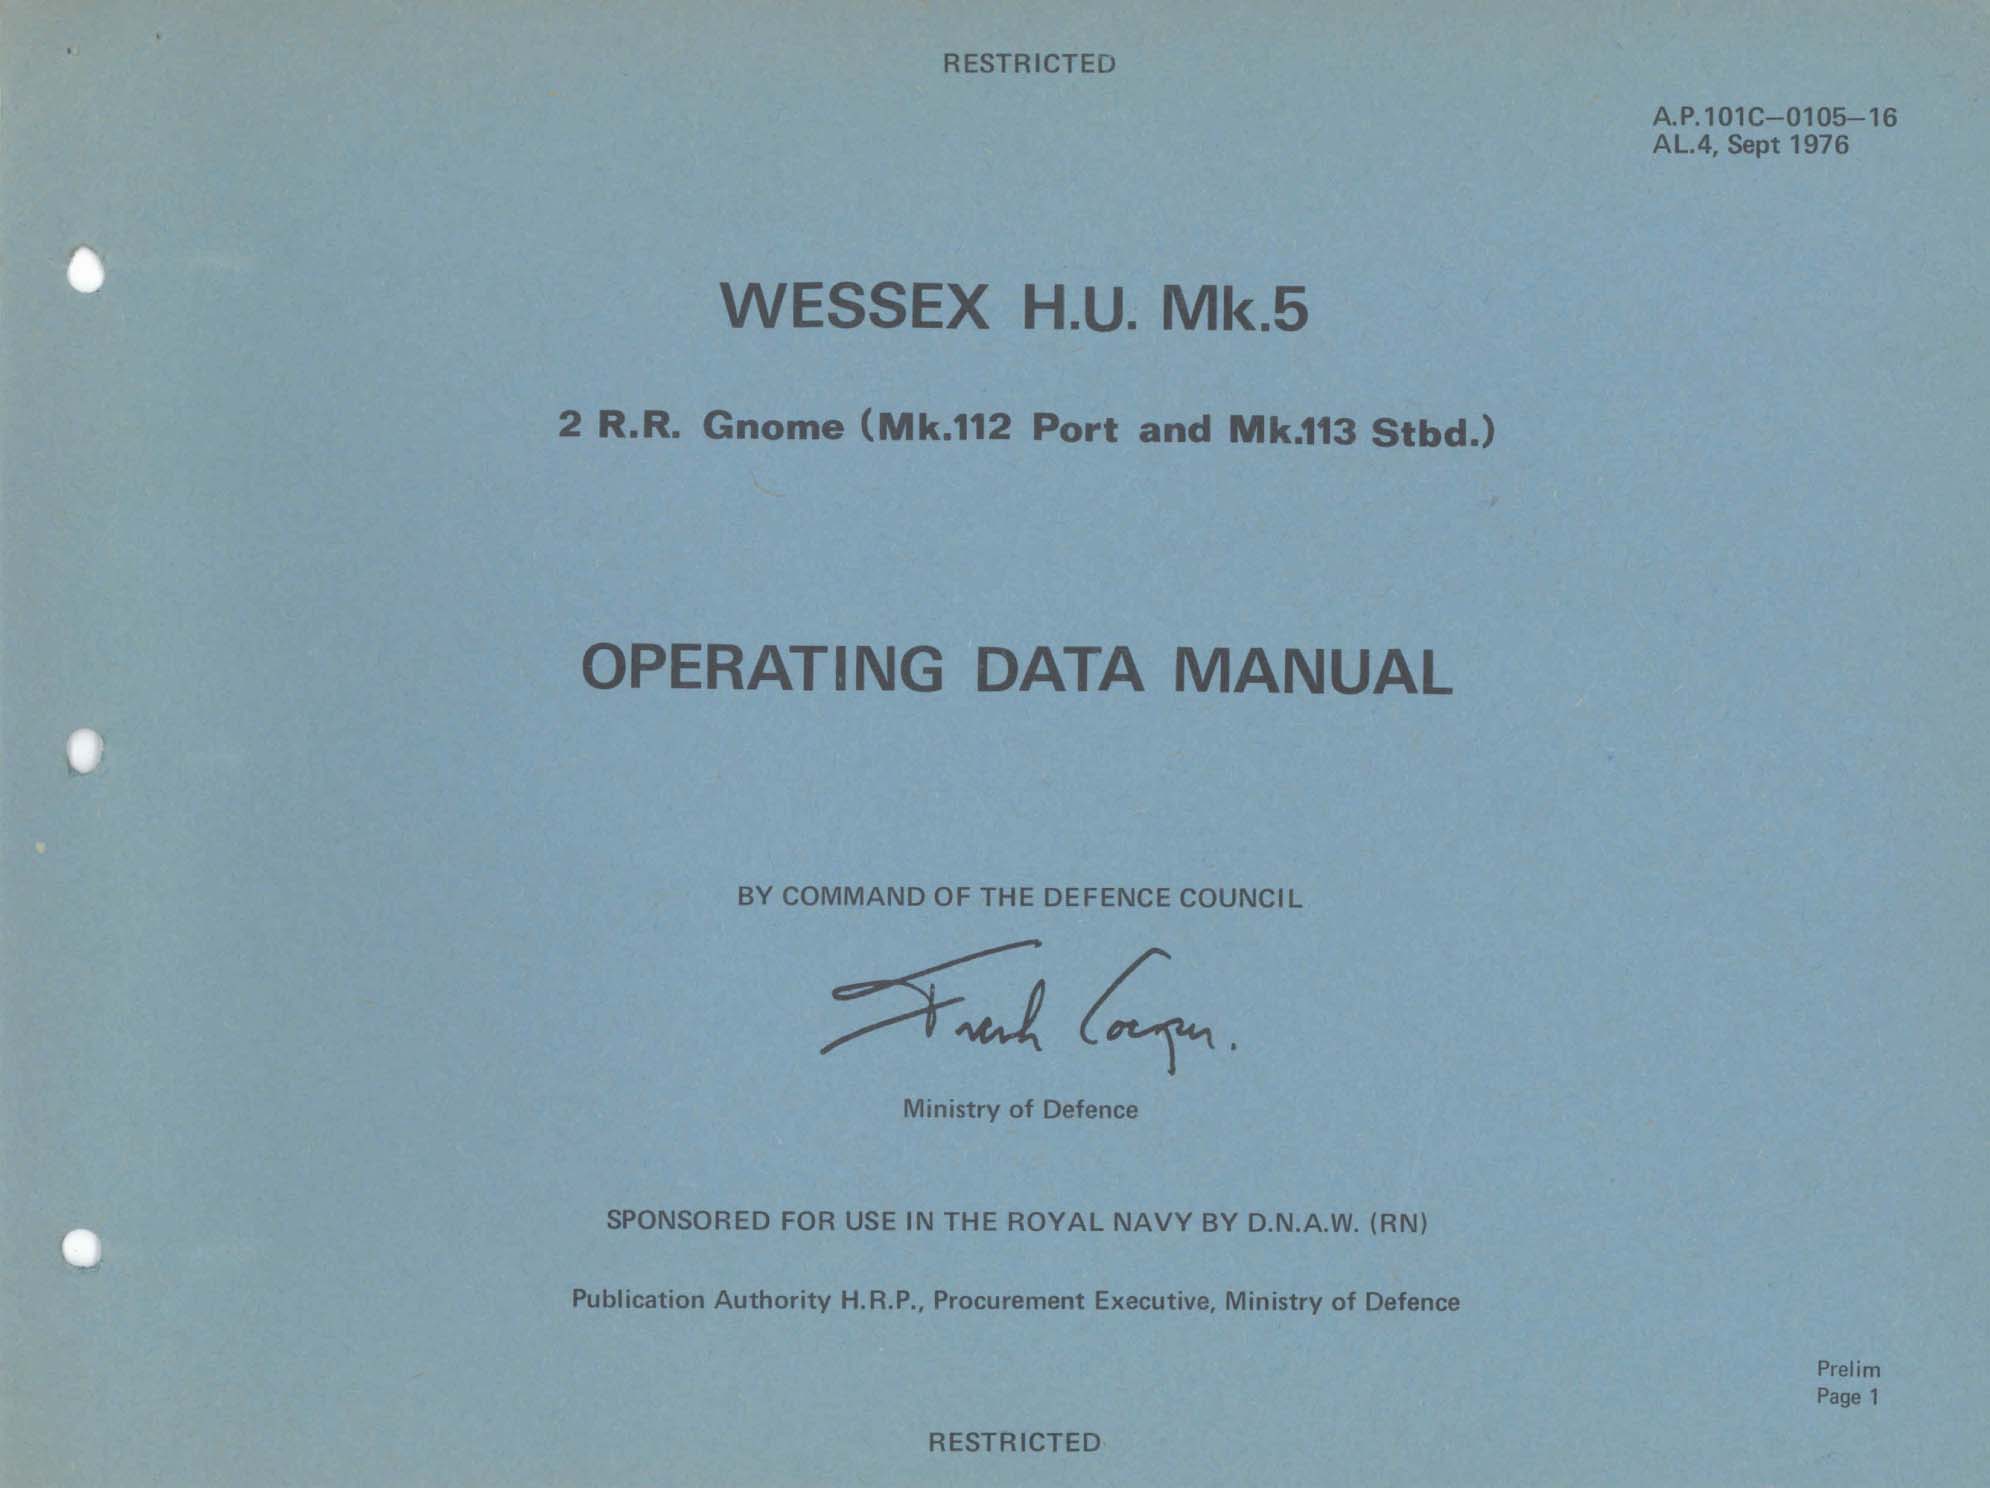 RESTRICTED
A.P.101C—0105—16
AL.4, Sept 1976
WESSEX H.U. Mk.5
2 R.R. Gnome (Mk.112 Port and Mk.113 Stbd.)
OPERATING DATA MANUAL
BY COMMAND OF THE DEFENCE COUNCIL
Frank Cooper.
Ministry of Defence
SPONSORED FOR USE IN THE ROYAL NAVY BY D.N.A.W. (RN)
Publication Authority H.R.P., Procurement Executive, Ministry of Defence
Prelim
Page 1
RESTRICTED